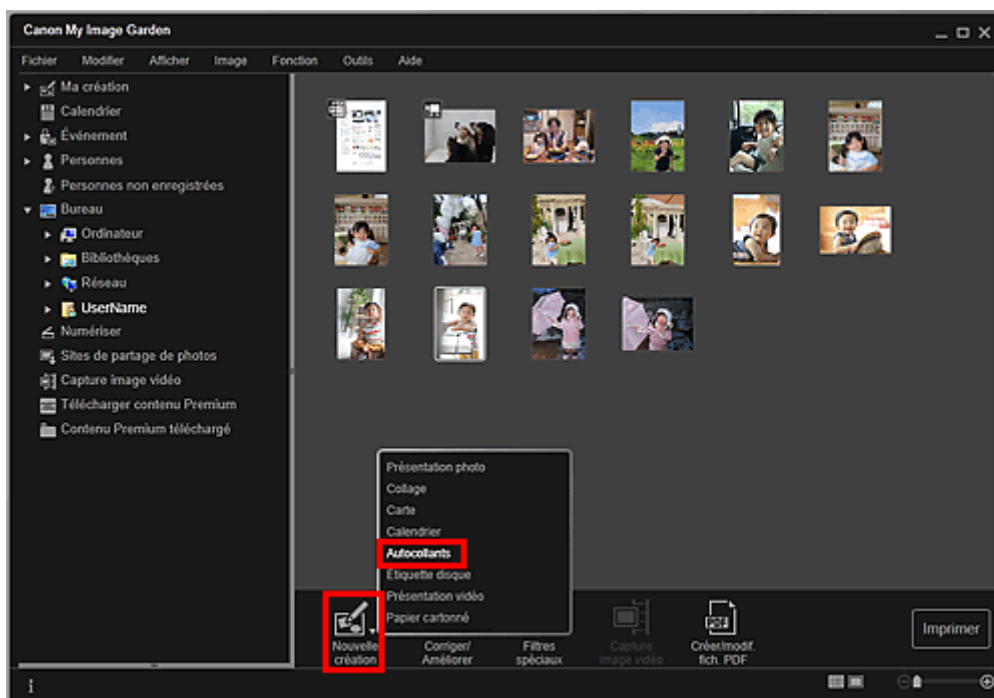 Canon My Image Garden
Fichier Modifier Afficher Image Fonction Outils Aide
Ma création
Calendrier
Événement
Personnes
Personnes non enregistrées
Bureau
Ordinateur
Bibliothèques
Réseau
UserName
Numériser
Sites de partage de photos
Capture image vidéo
Télécharger contenu Premium
Contenu Premium téléchargé
Présentation photo
Collage
Carte
Calendrier
Autocollants
Étiquette disque
Présentation vidéo
Papier cartonné
Nouvelle
création
Corriger/
Améliorer
Filtres
spéciaux
Capture
image vidéo
PDF
Créer/modif.
fich. PDF
Imprimer